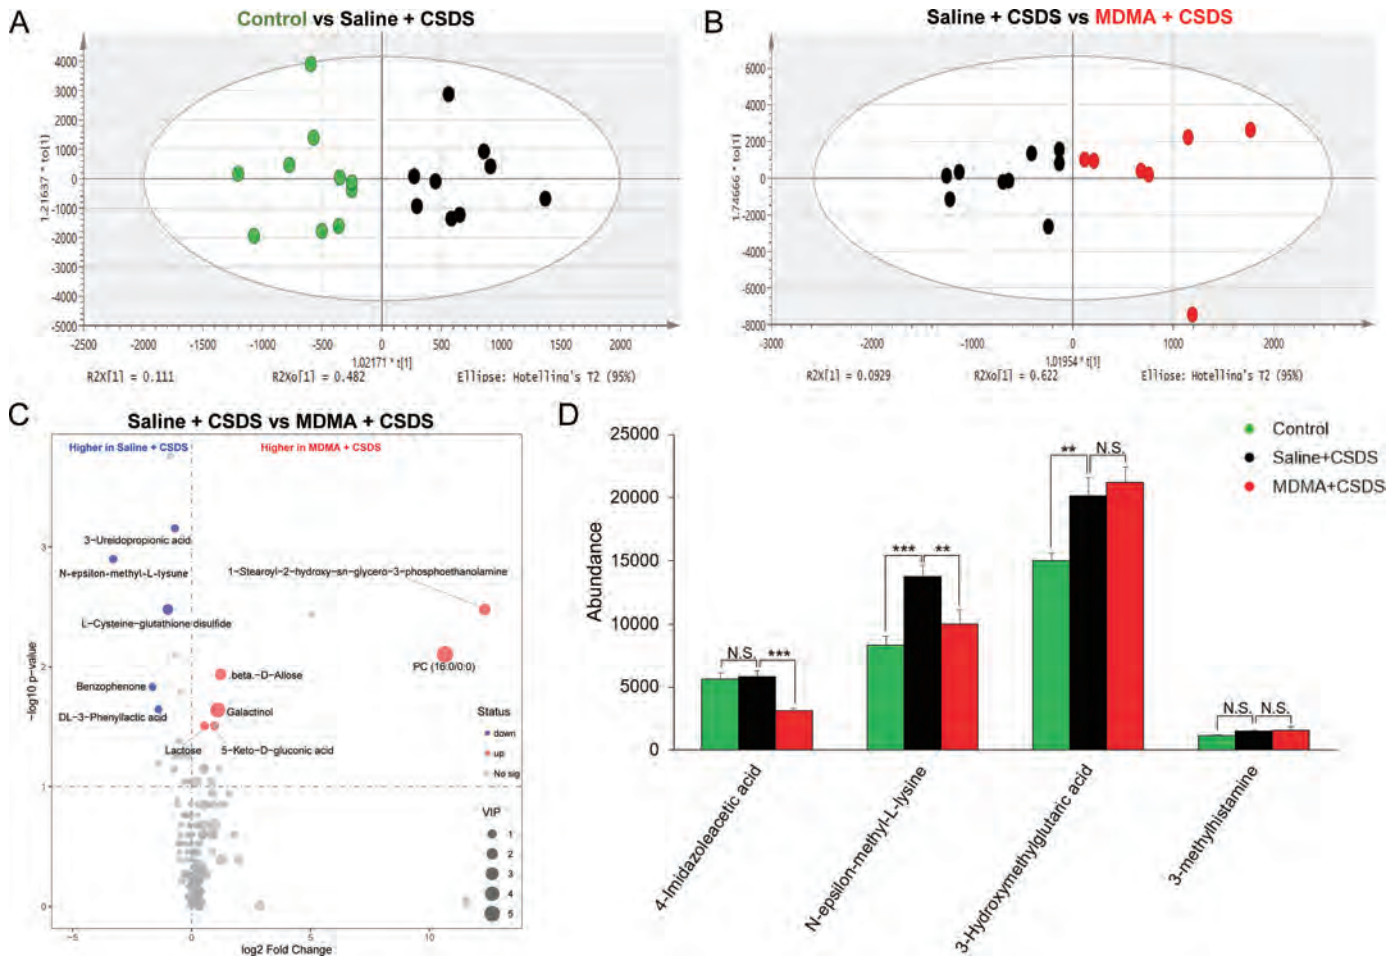 A
Control vs Saline + CSDS
4000
3000
2000
1000
0
-1000
-2000
-3000
-4000
-5000
1.21637 * to[1]
-2500
-2000
-1500
-1000
-500
0
500
1000
1500
2000
2500
1.02171 * t[1]
R2X[1] = 0.111
R2Xo[1] = 0.482
Ellipse: Hotelling's T2 (95%)
B
Saline + CSDS vs MDMA + CSDS
6000
4000
2000
0
-2000
-4000
-6000
-8000
1.74666 * to[1]
-3000
-2000
-1000
0
1000
2000
1.01954 * t[1]
R2X[1] = 0.0929
R2Xo[1] = 0.622
Ellipse: Hotelling's T2 (95%)
C
Saline + CSDS vs MDMA + CSDS
Higher in Saline + CSDS
Higher in MDMA + CSDS
3-Ureidopropionic acid
N-epsilon-methyl-L-lysune
1-Stearoyl-2-hydroxy-sn-glycero-3-phosphoethanolamine
L-Cysteine-glutathione disulfide
PC (16:0/0:0)
.beta.-D-Allose
Benzophenone
Galactinol
DL-3-Phenyllactic acid
Lactose
5-Keto-D-gluconic acid
Status
down
up
No sig
VIP
1
2
3
4
5
3
2
1
0
-log10 p-value
-5
0
5
10
log2 Fold Change
D
25000
20000
15000
10000
5000
0
Abundance
N.S.
***
***
**
**
N.S.
N.S.
N.S.
Control
Saline+CSDS
MDMA+CSDS
4-Imidazoleacetic acid
N-epsilon-methyl-L-lysine
3-Hydroxymethylglutaric acid
3-methylhistamine